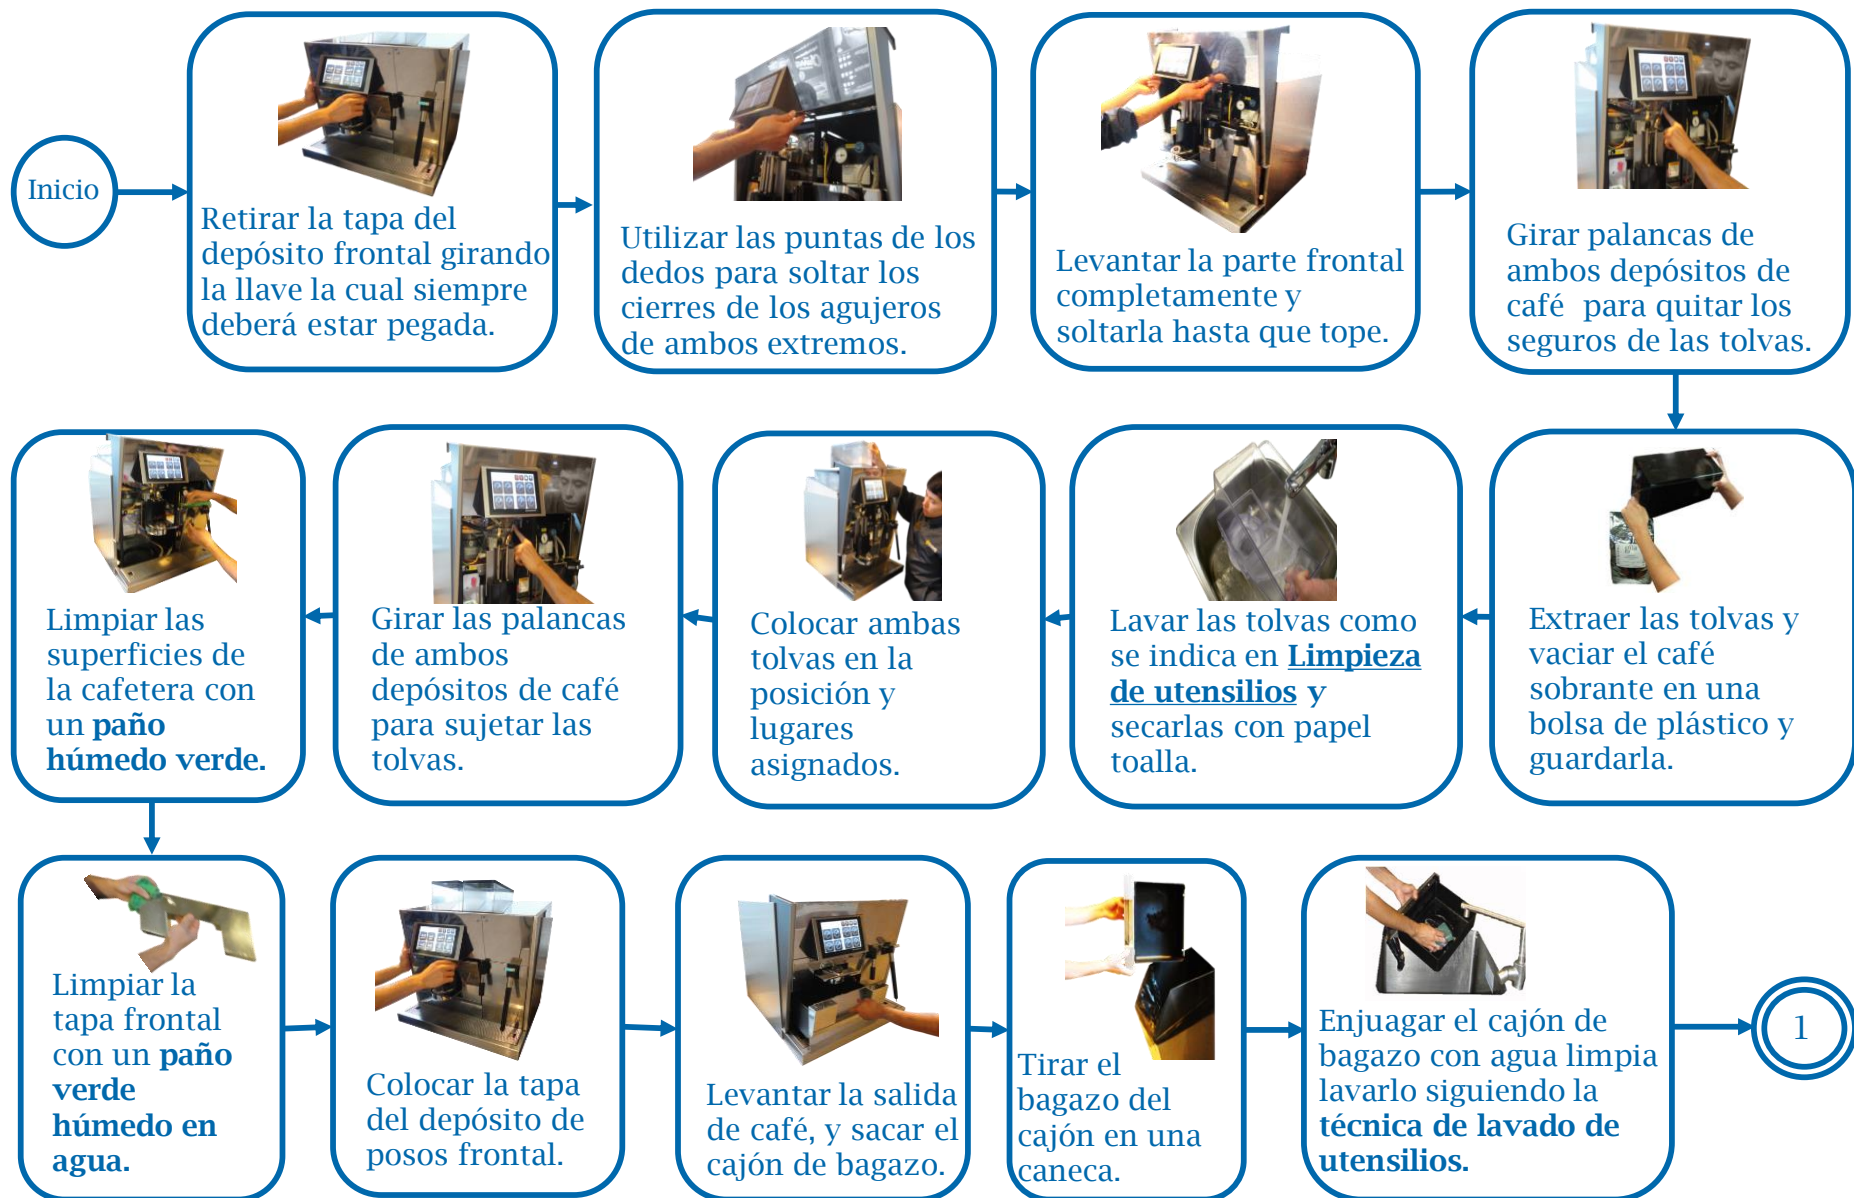 Inicio
Retirar la tapa del
depósito frontal girando
la llave la cual siempre
deberá estar pegada.
Utilizar las puntas de los
dedos para soltar los
cierres de los agujeros
de ambos extremos.
Levantar la parte frontal
completamente y
soltarla hasta que tope.
Girar palancas de
ambos depósitos de
café para quitar los
seguros de las tolvas.
Extraer las tolvas y
vaciar el café
sobrante en una
bolsa de plástico y
guardarla.
Lavar las tolvas como
se indica en Limpieza
de utensilios y
secarlas con papel
toalla.
Colocar ambas
tolvas en la
posición y
lugares
asignados.
Girar las palancas
de ambos
depósitos de café
para sujetar las
tolvas.
Limpiar las
superficies de
la cafetera con
un paño
húmedo verde.
Limpiar la
tapa frontal
con un paño
verde
húmedo en
agua.
Colocar la tapa
del depósito de
posos frontal.
Levantar la salida
de café, y sacar el
cajón de bagazo.
Tirar el
bagazo del
cajón en una
caneca.
Enjuagar el cajón de
bagazo con agua limpia
lavarlo siguiendo la
técnica de lavado de
utensilios.
1